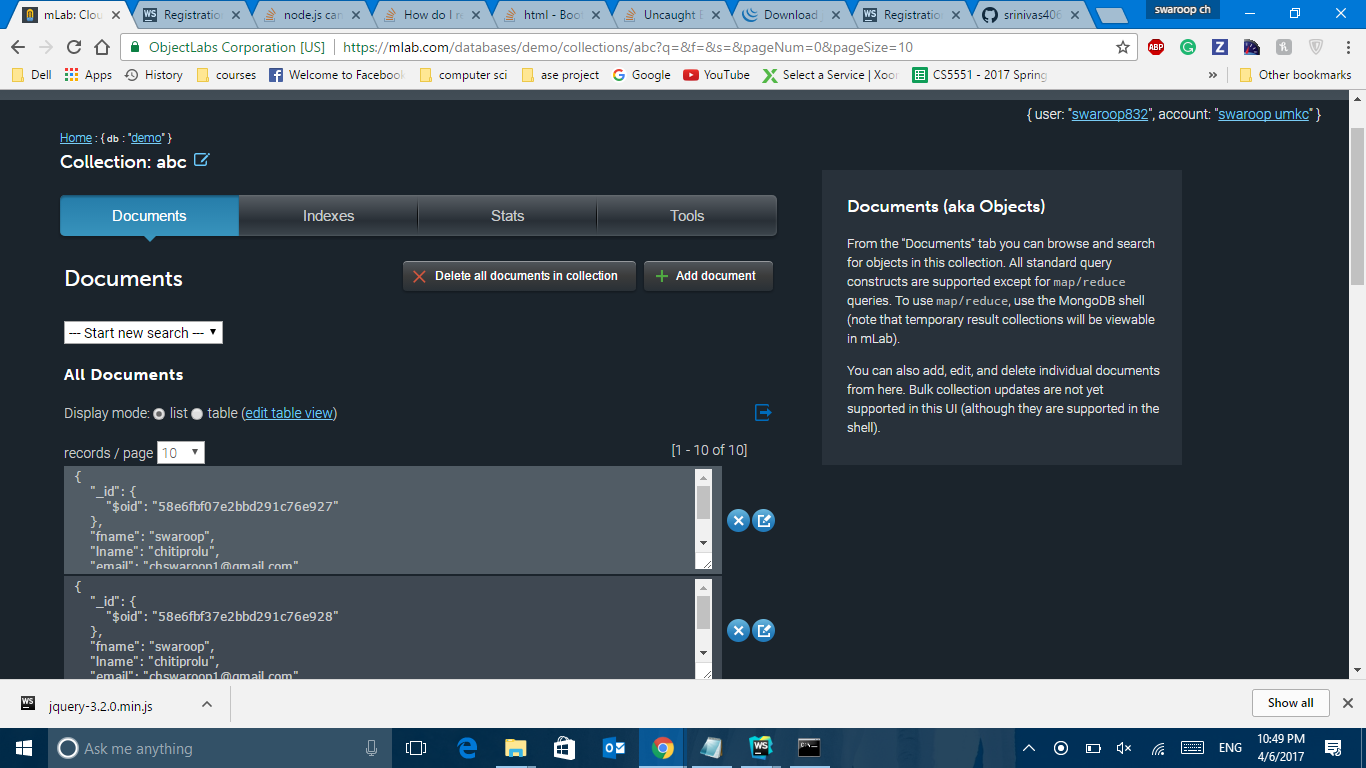 mLab: Clou
Registratio
node.js can
How do I re
html - Boot
Uncaught E
Download j
Registratio
srinivas406
swaroop ch
ObjectLabs Corporation [US] | https://mlab.com/databases/demo/collections/abc?q=&f=&s=&pageNum=0&pageSize=10
Dell Apps History courses Welcome to Facebook computer sci ase project Google YouTube Select a Service | Xoom CS5551 - 2017 Spring » Other bookmarks
{ user: "swaroop832", account: "swaroop umkc" }
Home : { db : "demo" }
Collection: abc
Documents Indexes Stats Tools
Documents
Delete all documents in collection
Add document
--- Start new search ---
All Documents
Display mode: list table (edit table view)
records / page 10 [1 - 10 of 10]
{
"_id": {
"$oid": "58e6fbf07e2bbd291c76e927"
},
"fname": "swaroop",
"lname": "chitiprolu",
"email": "chswaroop1@gmail.com"
{
"_id": {
"$oid": "58e6fbf37e2bbd291c76e928"
},
"fname": "swaroop",
"lname": "chitiprolu",
"email": "chswaroop1@gmail.com"
Documents (aka Objects)
From the "Documents" tab you can browse and search
for objects in this collection. All standard query
constructs are supported except for map/reduce
queries. To use map/reduce, use the MongoDB shell
(note that temporary result collections will be viewable
in mLab).
You can also add, edit, and delete individual documents
from here. Bulk collection updates are not yet
supported in this UI (although they are supported in the
shell).
jquery-3.2.0.min.js
Show all
Ask me anything
ENG
10:49 PM
4/6/2017